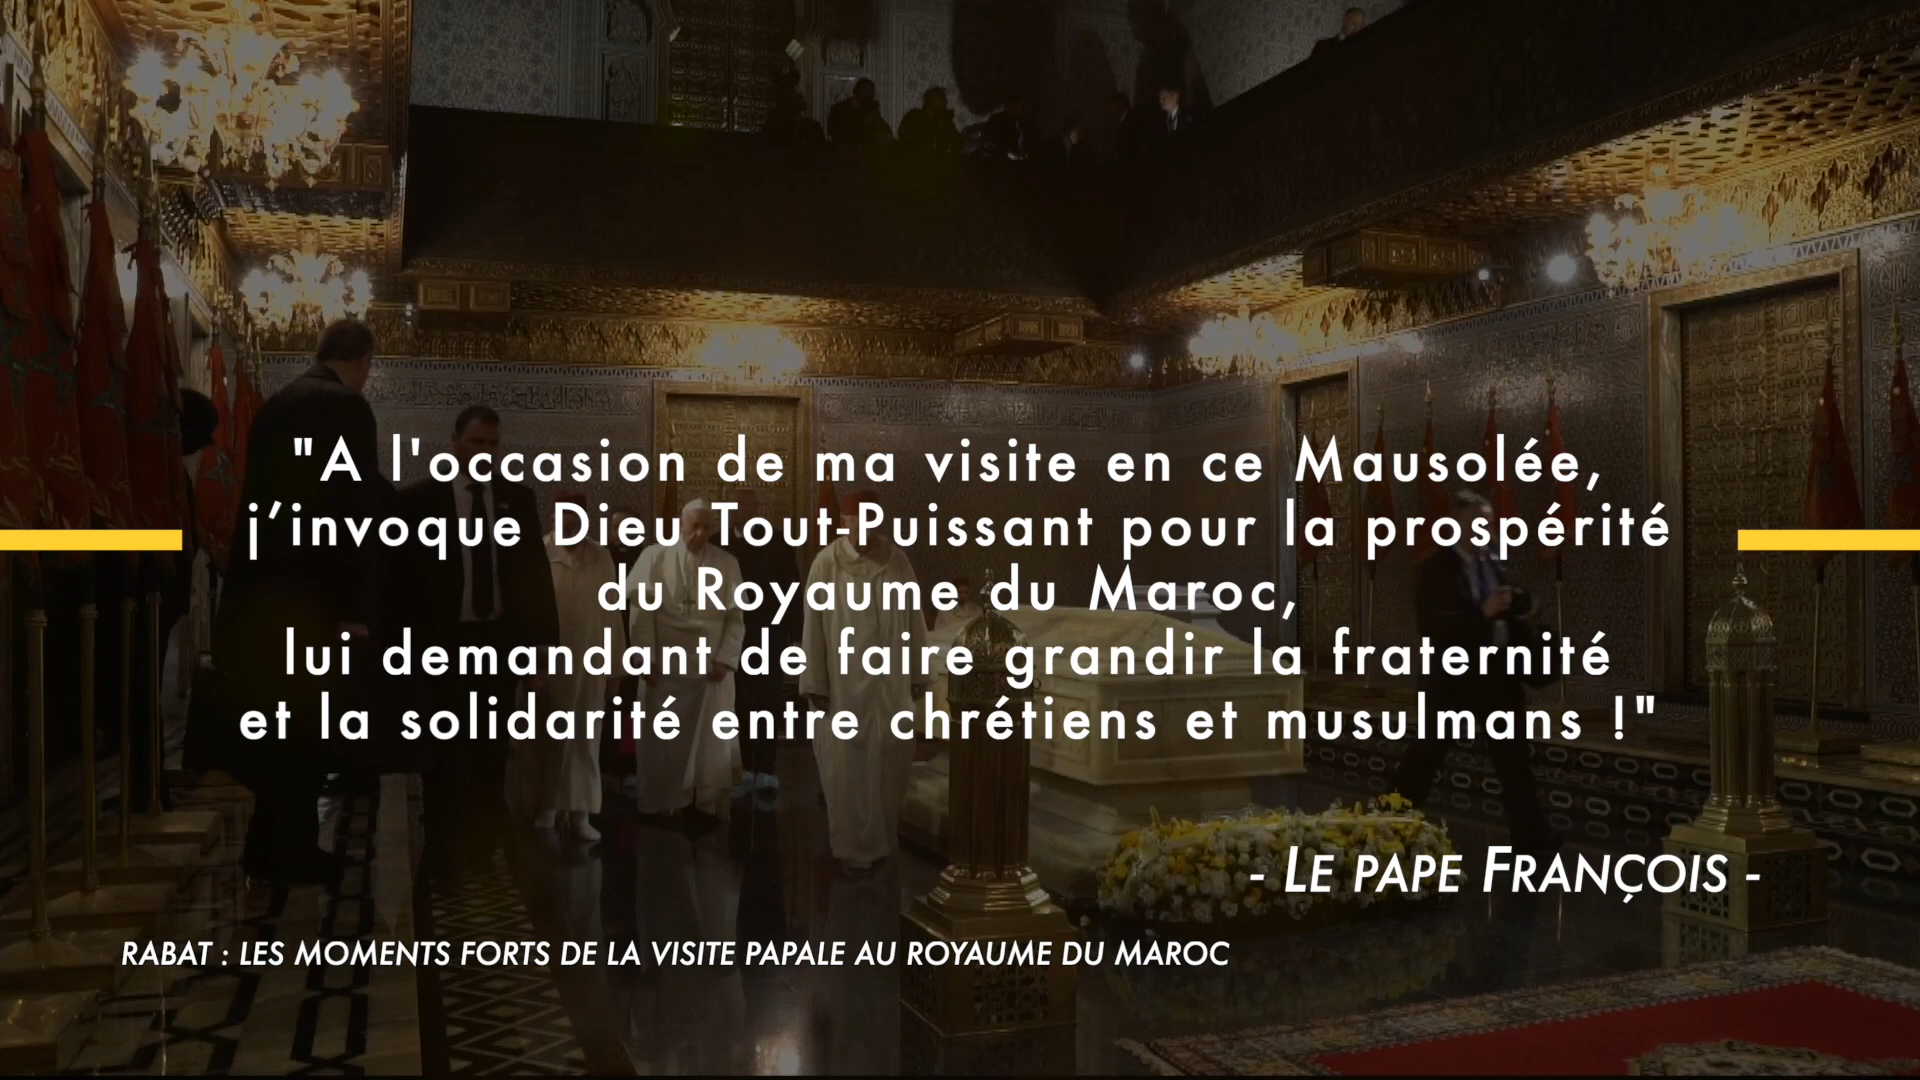 "A l'occasion de ma visite en ce Mausolée,
j’invoque Dieu Tout-Puissant pour la prospérité
du Royaume du Maroc,
lui demandant de faire grandir la fraternité
et la solidarité entre chrétiens et musulmans !"
- LE PAPE FRANÇOIS -
RABAT : LES MOMENTS FORTS DE LA VISITE PAPALE AU ROYAUME DU MAROC